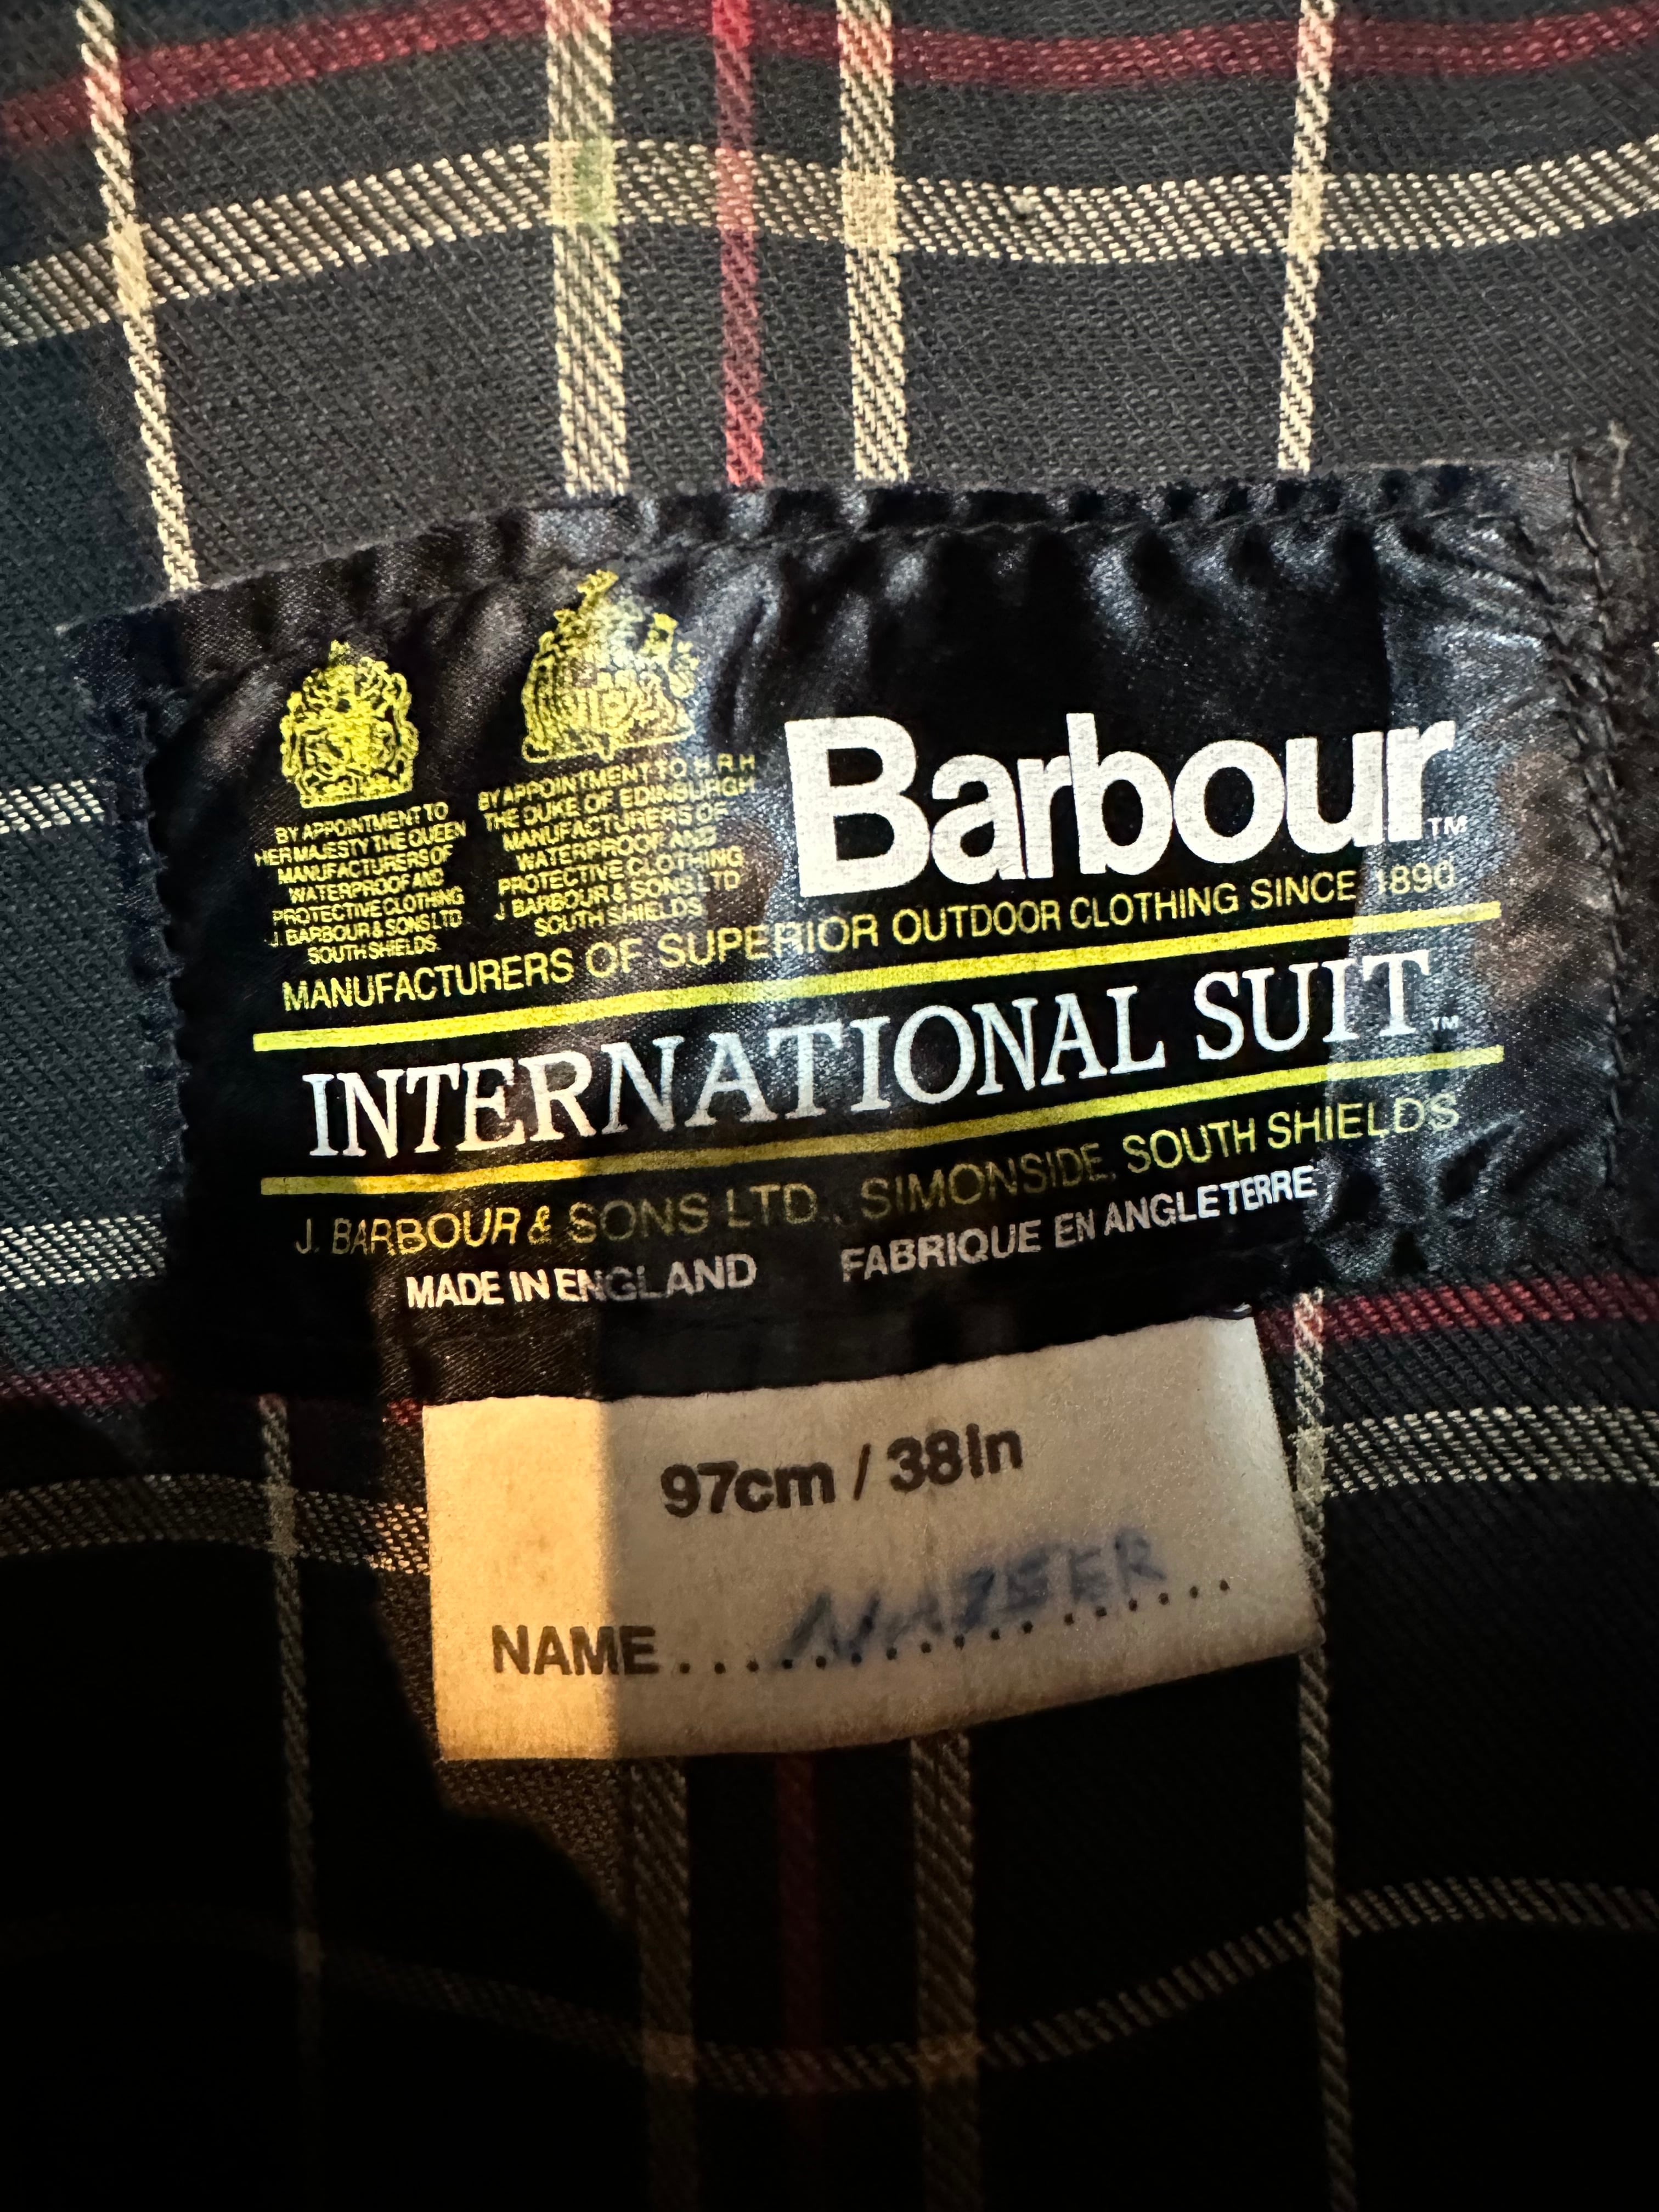 BY APPOINTMENT TO
HER MAJESTY THE QUEEN
MANUFACTURERS OF
WATERPROOF AND
PROTECTIVE CLOTHING
J. BARBOUR & SONS LTD
SOUTH SHIELDS.
BY APPOINTMENT TO H.R.H
THE DUKE OF EDINBURGH
MANUFACTURERS OF
WATERPROOF AND
PROTECTIVE CLOTHING
J BARBOUR & SONS LTD
SOUTH SHIELDS
Barbour™
MANUFACTURERS OF SUPERIOR OUTDOOR CLOTHING SINCE 1890
INTERNATIONAL SUIT™
J. BARBOUR & SONS LTD., SIMONSIDE, SOUTH SHIELDS
MADE IN ENGLAND FABRIQUE EN ANGLETERRE
97cm / 38In
NAME.......NAZEER.......